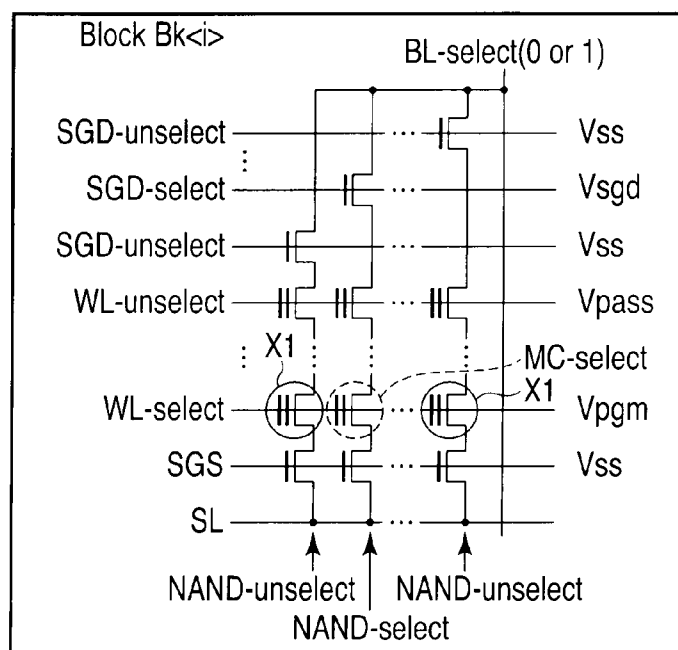 Block Bk<i>
BL-select(0 or 1)
SGD-unselect ... Vss
⋮
SGD-select ... Vsgd
SGD-unselect ... Vss
WL-unselect ... Vpass
⋮ X1 ⋮ ⋮ ⋮ MC-select
WL-select ... Vpgm X1
SGS ... Vss
SL ...
NAND-unselect NAND-unselect
NAND-select